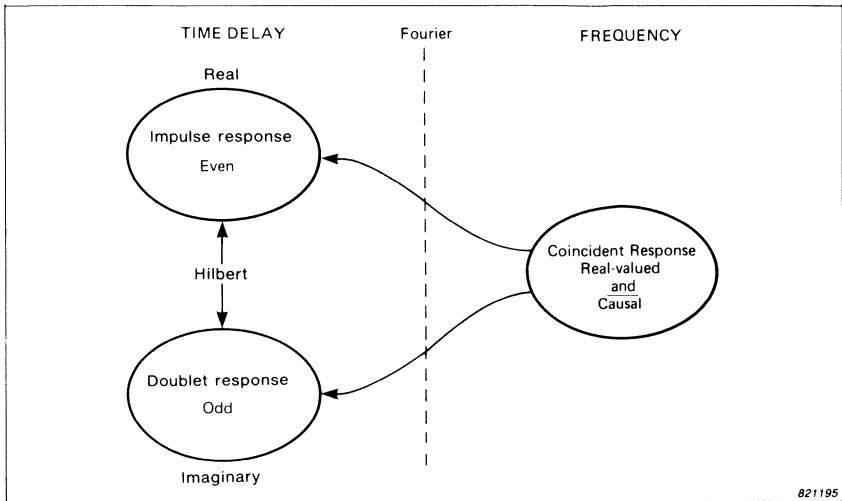 TIME DELAY
Fourier
FREQUENCY
Real
Impulse response
Even
Hilbert
Coincident Response
Real-valued
and
Causal
Doublet response
Odd
Imaginary
821195